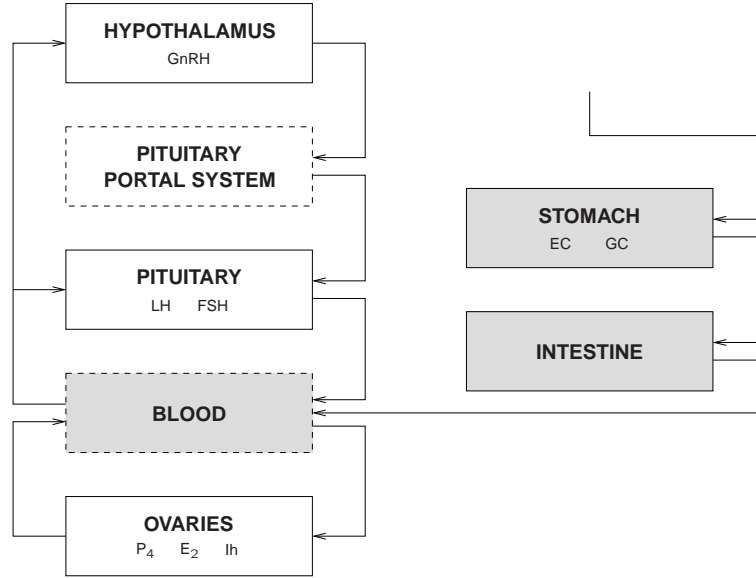 HYPOTHALAMUS
GnRH
PITUITARY
PORTAL SYSTEM
PITUITARY
LH FSH
BLOOD
OVARIES
P₄ E₂ Ih
STOMACH
EC GC
INTESTINE